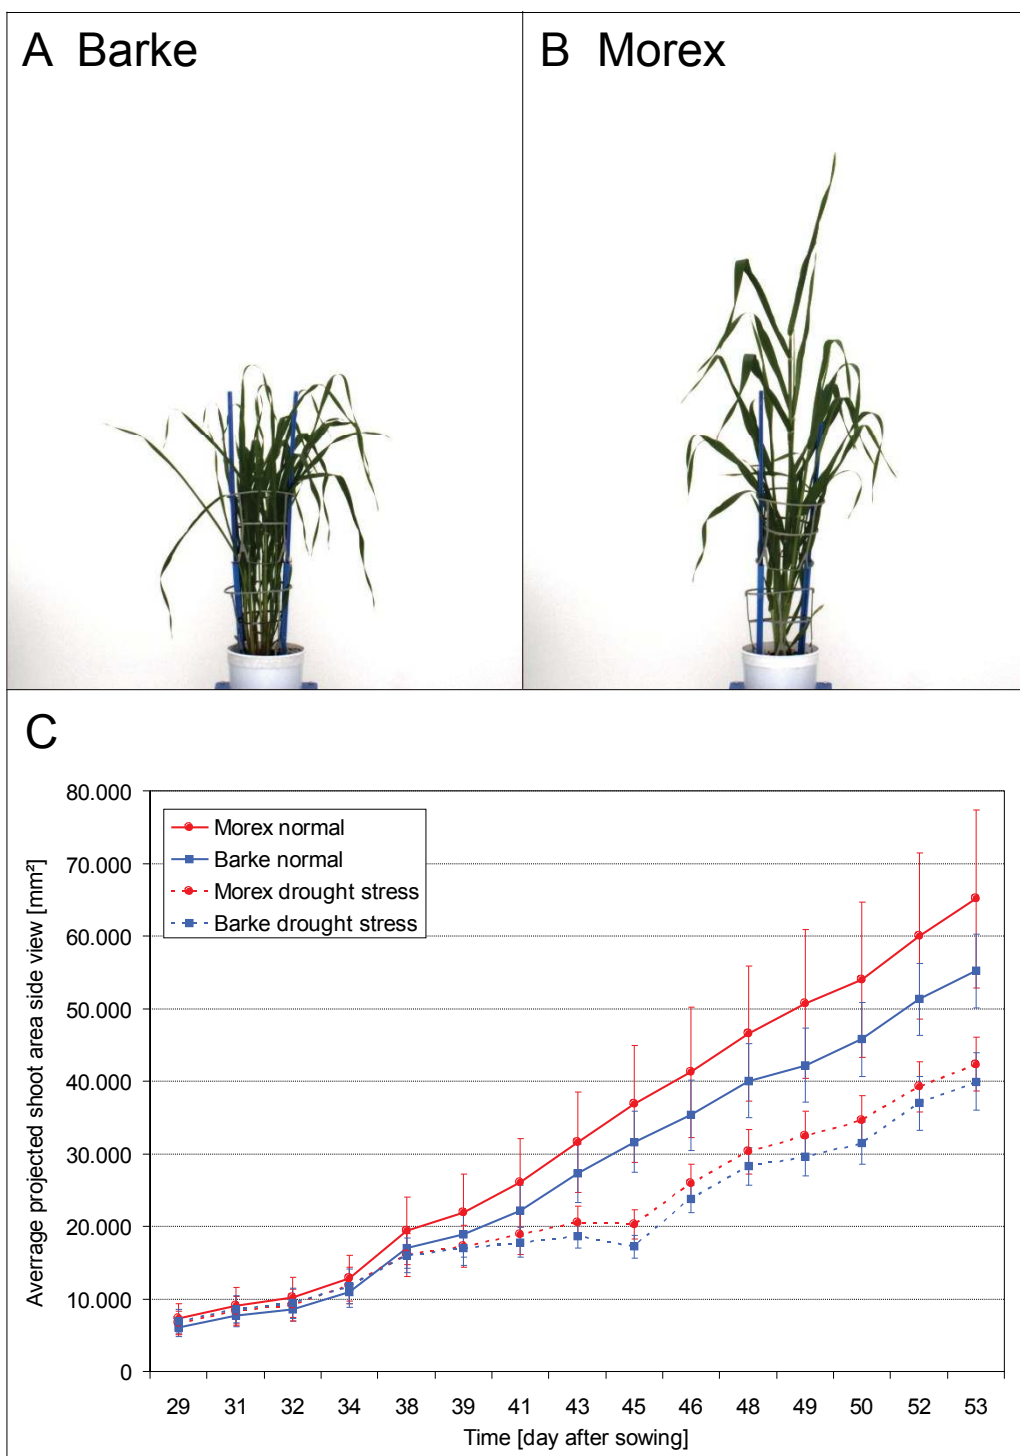 A Barke
B Morex
C
80.000
70.000
60.000
50.000
40.000
30.000
20.000
10.000
0
Averrage projected shoot area side view [mm²]
Morex normal
Barke normal
Morex drought stress
Barke drought stress
29 31 32 34 38 39 41 43 45 46 48 49 50 52 53
Time [day after sowing]